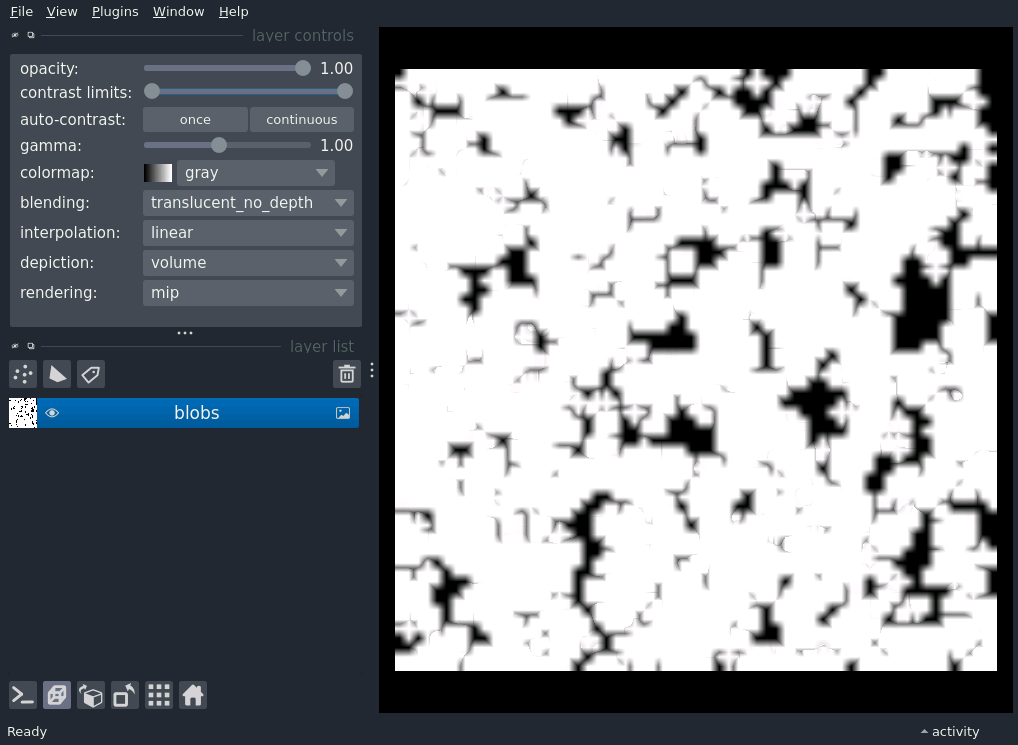 File View Plugins Window Help
layer controls
opacity: 1.00
contrast limits:
auto-contrast: once continuous
gamma: 1.00
colormap: gray
blending: translucent_no_depth
interpolation: linear
depiction: volume
rendering: mip
layer list
blobs
Ready activity